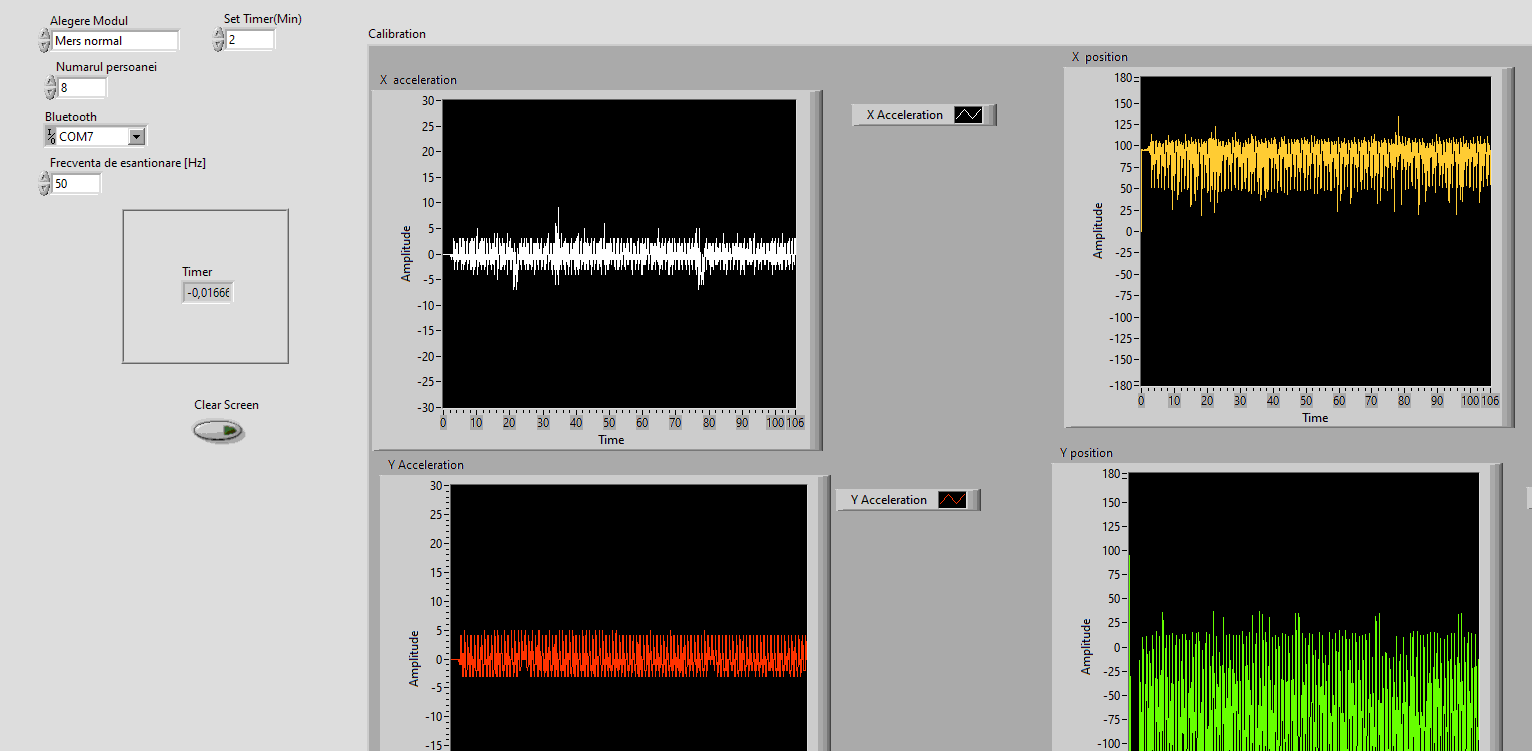 Alegere Modul
Set Timer(Min)
Mers normal
2
Numarul persoanei
8
Bluetooth
COM7
Frecventa de esantionare [Hz]
50
Timer
-0,0166
Clear Screen
Calibration
X acceleration
30
25
20
15
10
5
0
-5
-10
-15
-20
-25
-30
Amplitude
0 10 20 30 40 50 60 70 80 90 100 106
Time
X Acceleration
X position
180
150
125
100
75
50
25
0
-25
-50
-75
-100
-125
-150
-180
Amplitude
0 10 20 30 40 50 60 70 80 90 100 106
Time
Y Acceleration
30
25
20
15
10
5
0
-5
-10
-15
Amplitude
Y Acceleration
Y position
180
150
125
100
75
50
25
0
-25
-50
-75
-100
Amplitude